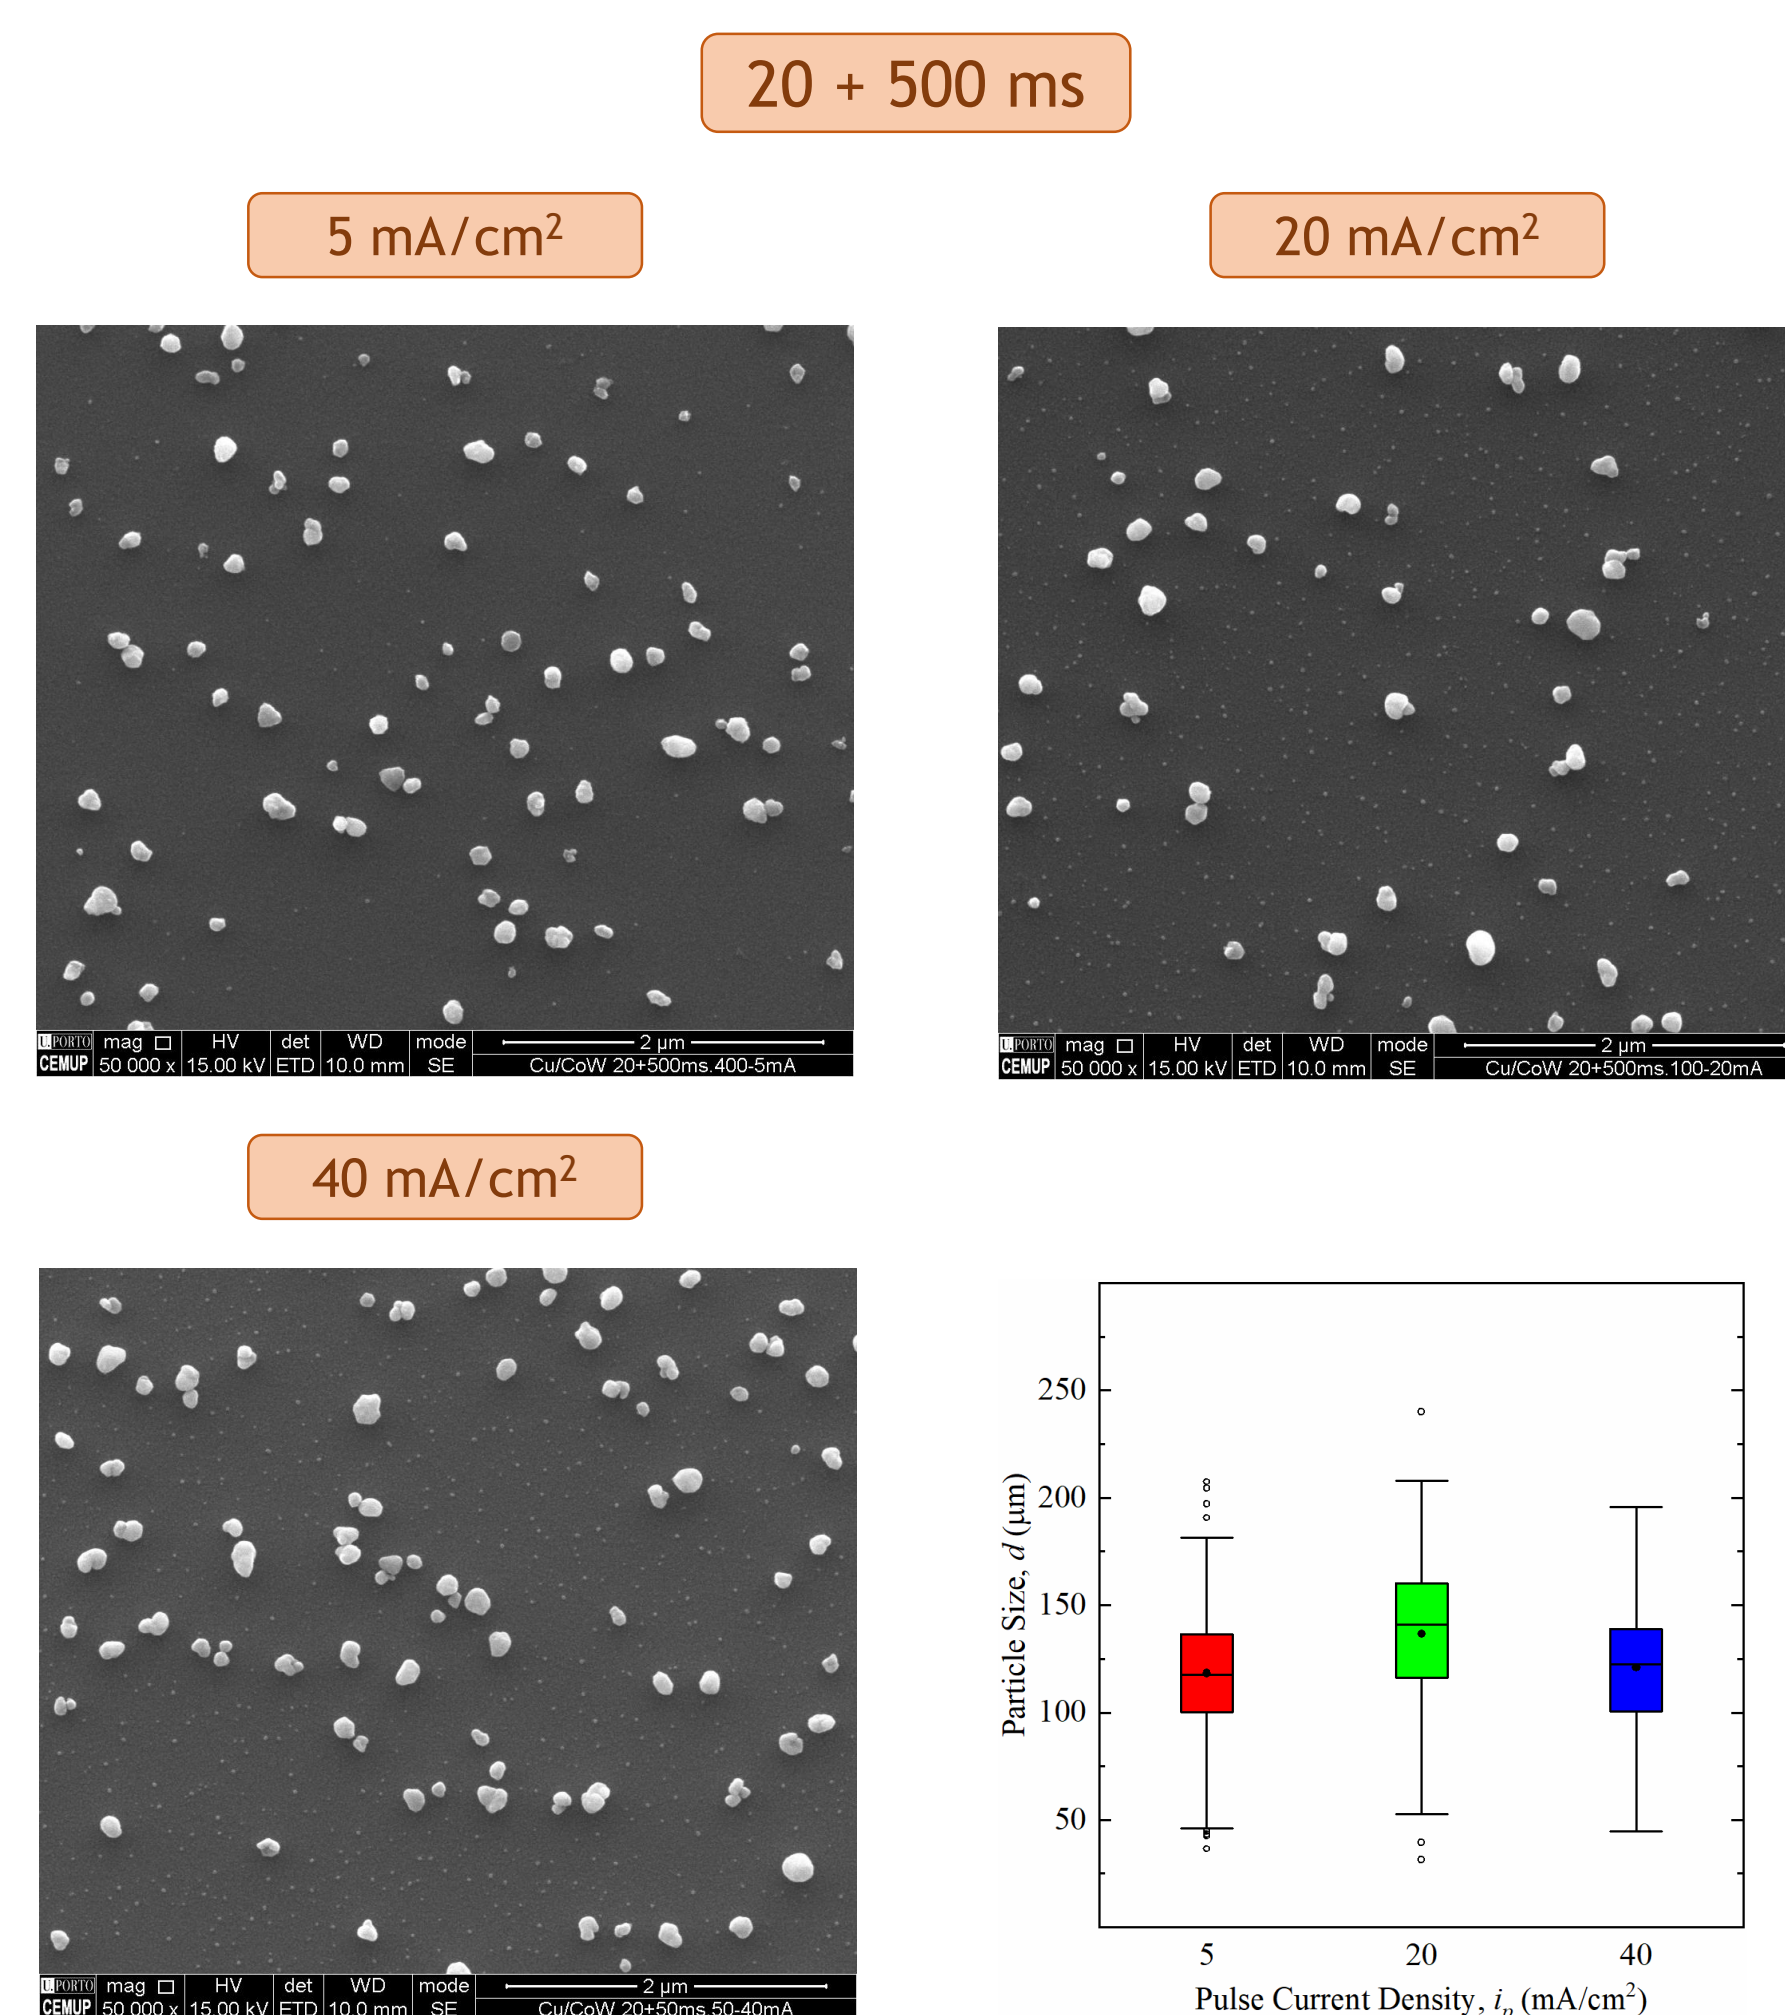 20 + 500 ms
5 mA/cm²
20 mA/cm²
U.PORTO mag HV det WD mode 2 µm
CEMUP 50 000 x 15.00 kV ETD 10.0 mm SE Cu/CoW 20+500ms.400-5mA
U.PORTO mag HV det WD mode 2 µm
CEMUP 50 000 x 15.00 kV ETD 10.0 mm SE Cu/CoW 20+500ms.100-20mA
40 mA/cm²
U.PORTO mag HV det WD mode 2 µm
CEMUP 50 000 x 15.00 kV ETD 10.0 mm SE Cu/CoW 20+50ms.50-40mA
Particle Size, d (µm)
250
200
150
100
50
5 20 40
Pulse Current Density, iₚ (mA/cm²)